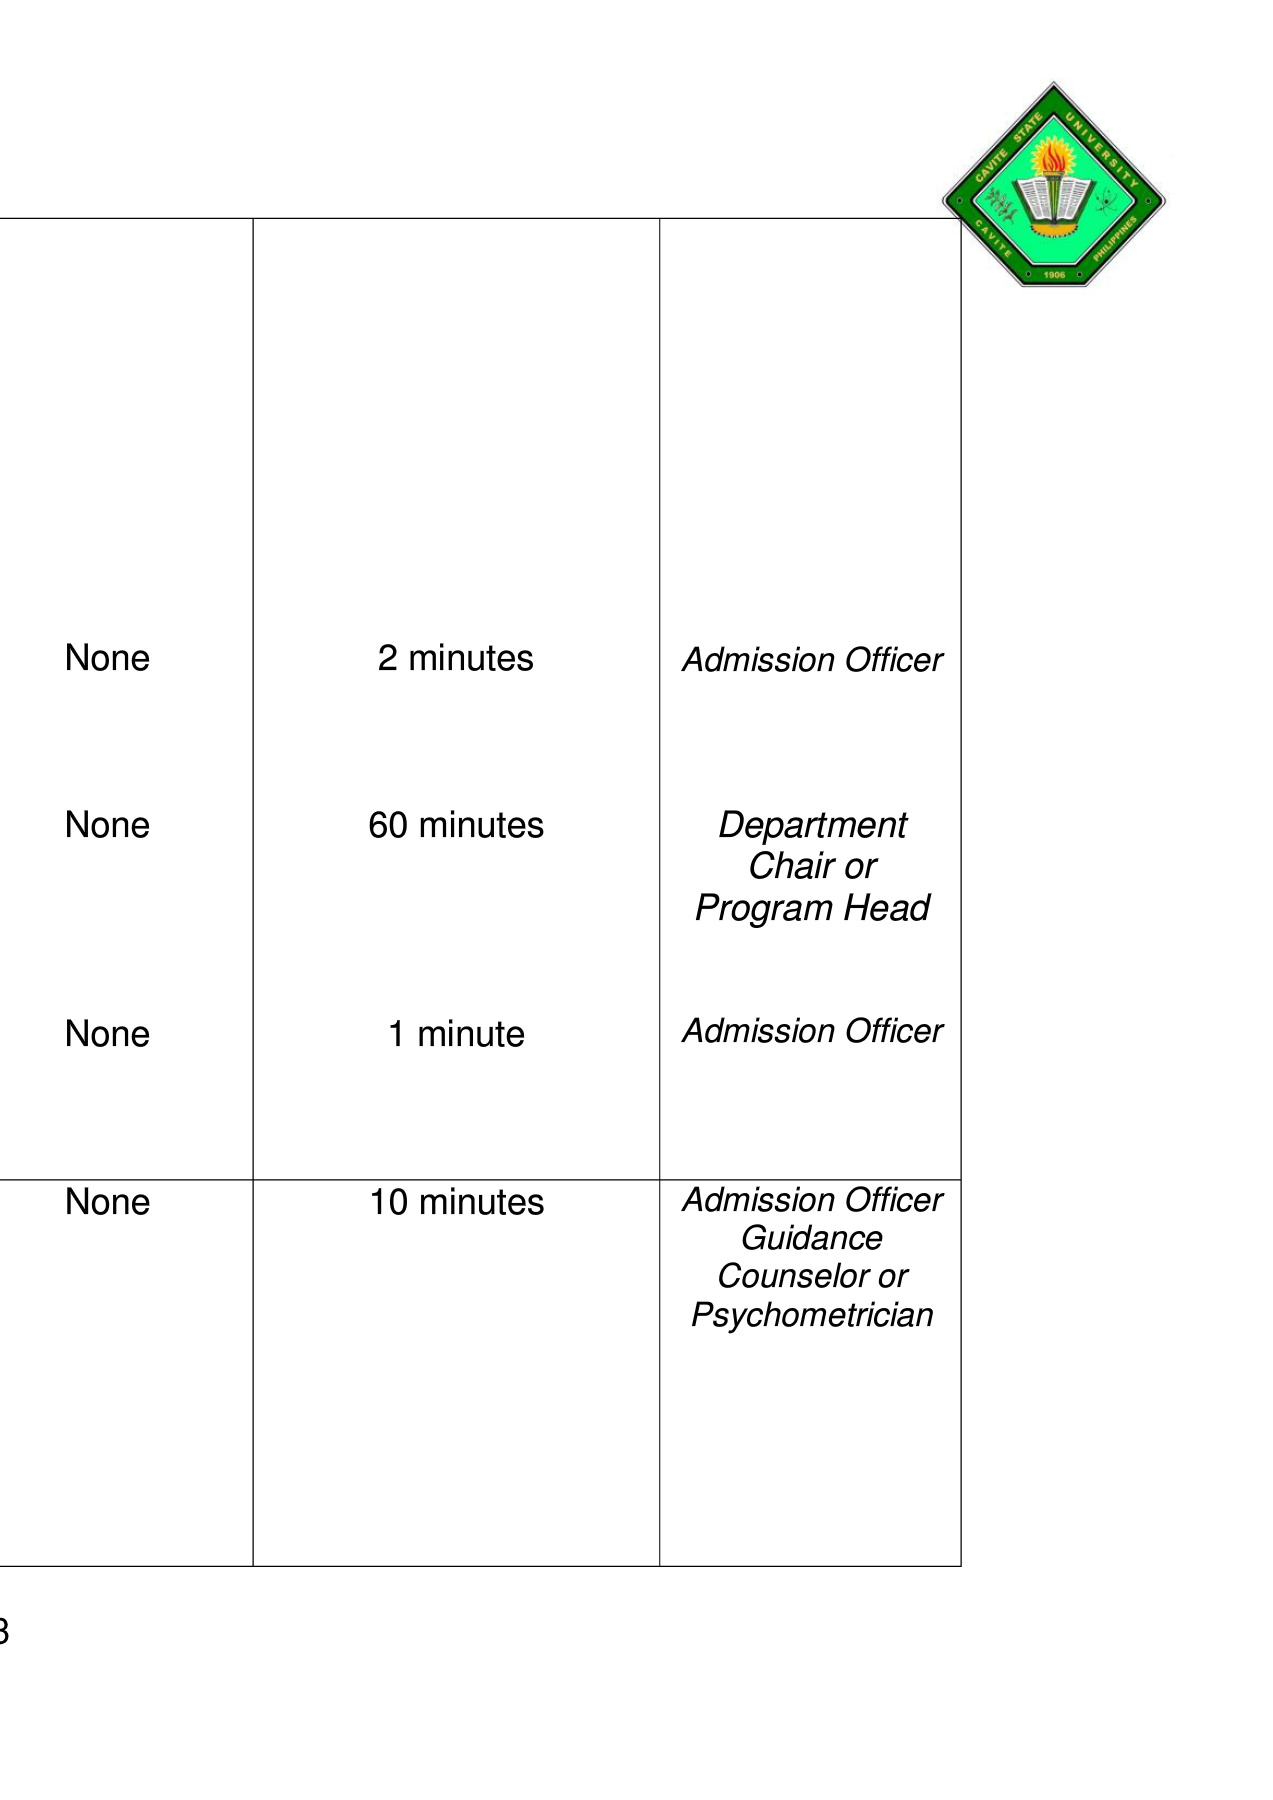 CAVITE STATE UNIVERSITY
CAVITE PHILIPPINES
1906
None 2 minutes Admission Officer
None 60 minutes Department
Chair or
Program Head
None 1 minute Admission Officer
None 10 minutes Admission Officer
Guidance
Counselor or
Psychometrician